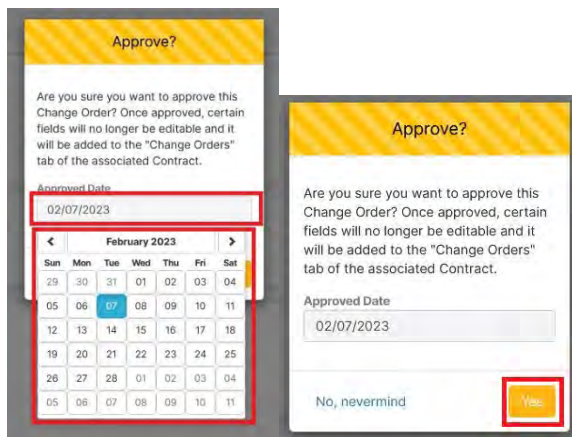 Approve?
Are you sure you want to approve this
Change Order? Once approved, certain
fields will no longer be editable and it
will be added to the "Change Orders"
tab of the associated Contract.
Approved Date
02/07/2023
February 2023
Sun Mon Tue Wed Thu Fri Sat
29 30 31 01 02 03 04
05 06 07 08 09 10 11
12 13 14 15 16 17 18
19 20 21 22 23 24 25
26 27 28 01 02 03 04
05 06 07 08 09 10 11
Approve?
Are you sure you want to approve this
Change Order? Once approved, certain
fields will no longer be editable and it
will be added to the "Change Orders"
tab of the associated Contract.
Approved Date
02/07/2023
No, nevermind Yes